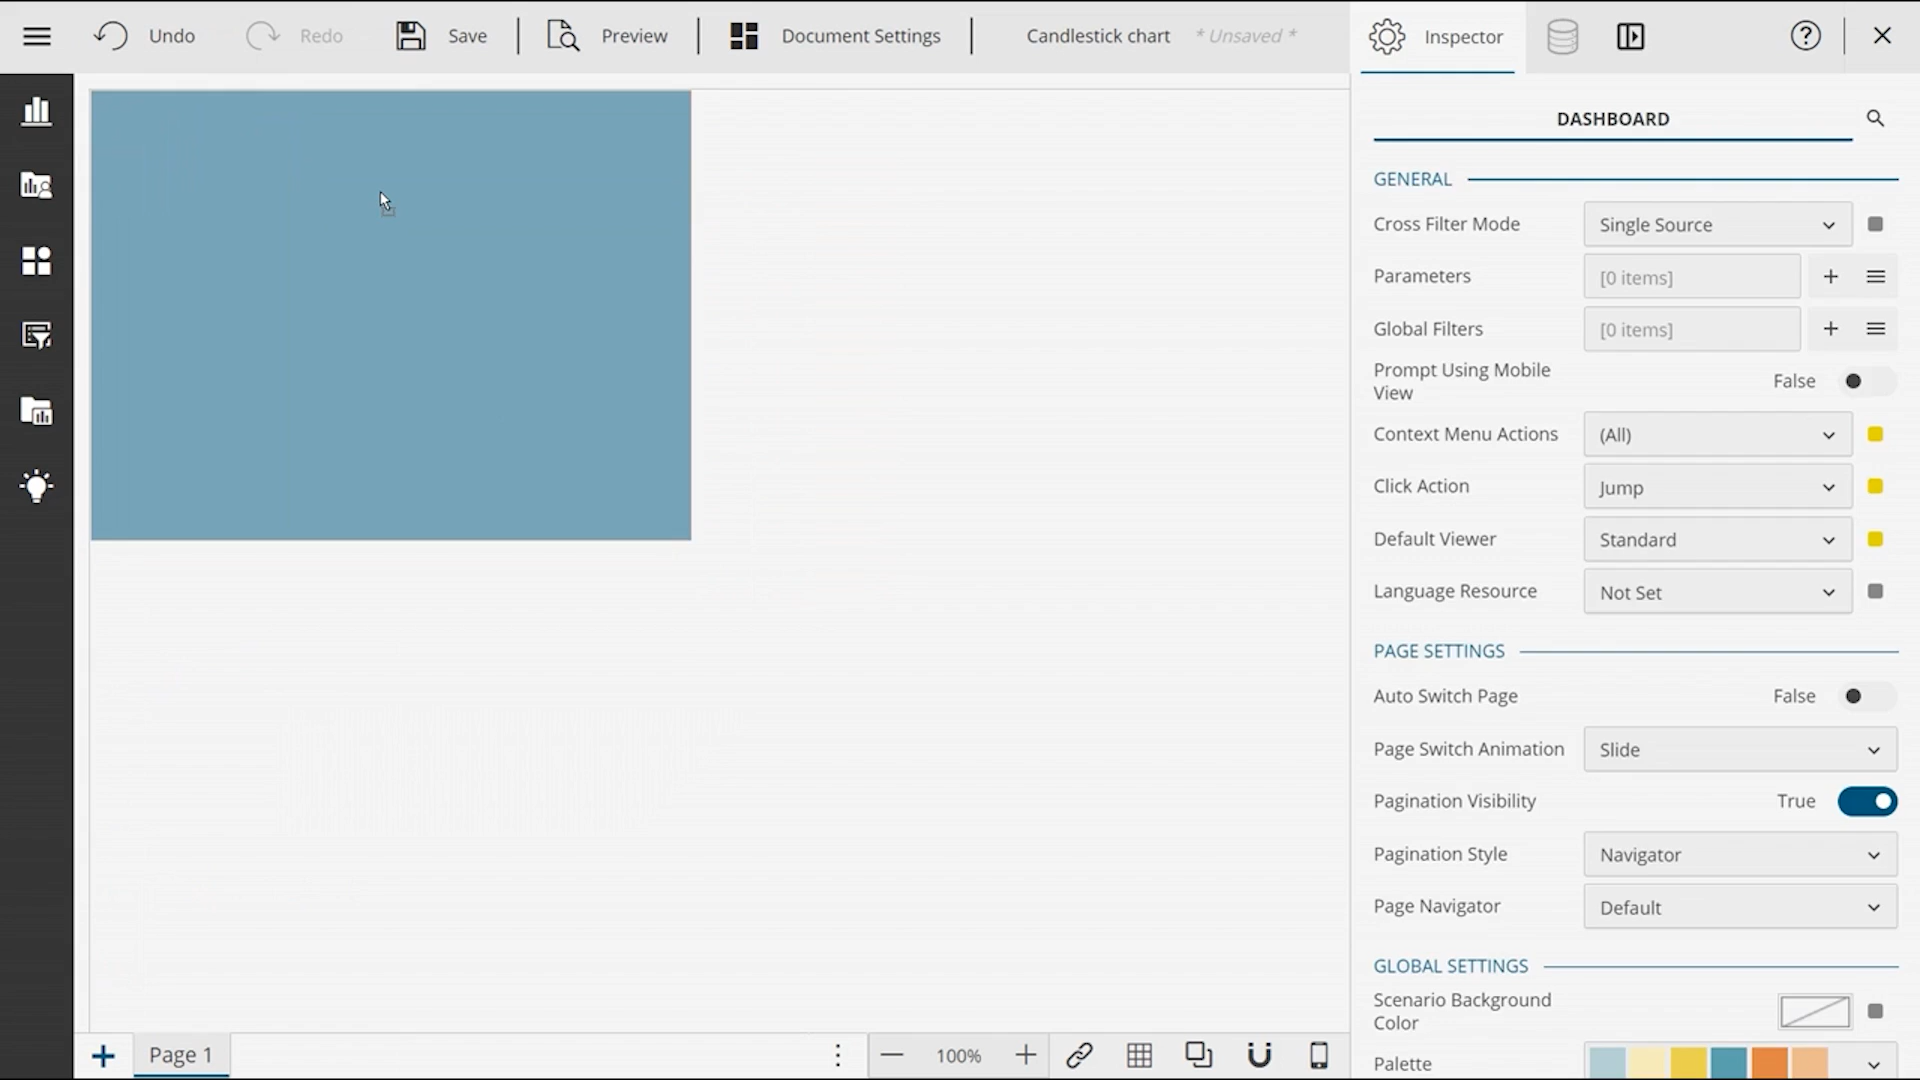 Undo Redo Save Preview Document Settings Candlestick chart * Unsaved * Inspector
DASHBOARD
GENERAL
Cross Filter Mode Single Source
Parameters [0 items]
Global Filters [0 items]
Prompt Using Mobile
View
False
Context Menu Actions (All)
Click Action Jump
Default Viewer Standard
Language Resource Not Set
PAGE SETTINGS
Auto Switch Page False
Page Switch Animation Slide
Pagination Visibility True
Pagination Style Navigator
Page Navigator Default
GLOBAL SETTINGS
Scenario Background
Color
Palette
Page 1 100%